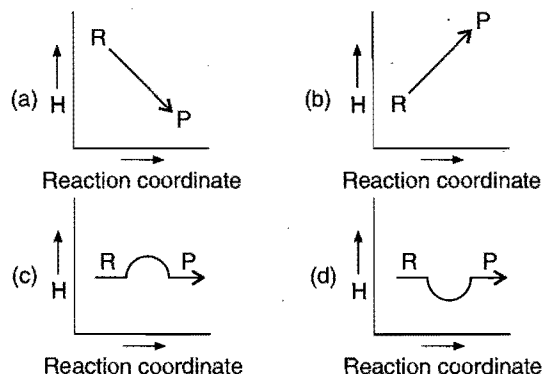 R
P
(a) H
Reaction coordinate
P
(b) H R
Reaction coordinate
R P
(c) H
Reaction coordinate
R P
(d) H
Reaction coordinate